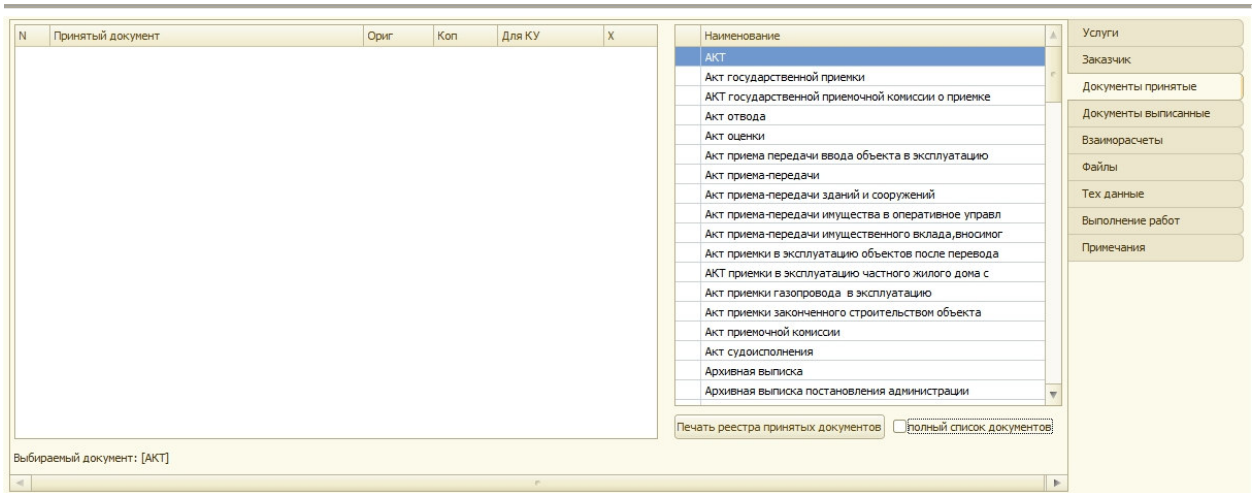 N Принятый документ Ориг Коп Для КУ X
Наименование
АКТ
Акт государственной приемки
АКТ государственной приемочной комиссии о приемке
Акт отвода
Акт оценки
Акт приема передачи ввода объекта в эксплуатацию
Акт приема-передачи
Акт приема-передачи зданий и сооружений
Акт приема-передачи имущества в оперативное управл
Акт приема-передачи имущественного вклада,вносимог
Акт приемки в эксплуатацию объектов после перевода
АКТ приемки в эксплуатацию частного жилого дома с
Акт приемки газопровода в эксплуатацию
Акт приемки законченного строительством объекта
Акт приемочной комиссии
Акт судоисполнения
Архивная выписка
Архивная выписка постановления администрации
Печать реестра принятых документов полный список документов
Выбираемый документ: [АКТ]
Услуги
Заказчик
Документы принятые
Документы выписанные
Взаиморасчеты
Файлы
Тех данные
Выполнение работ
Примечания